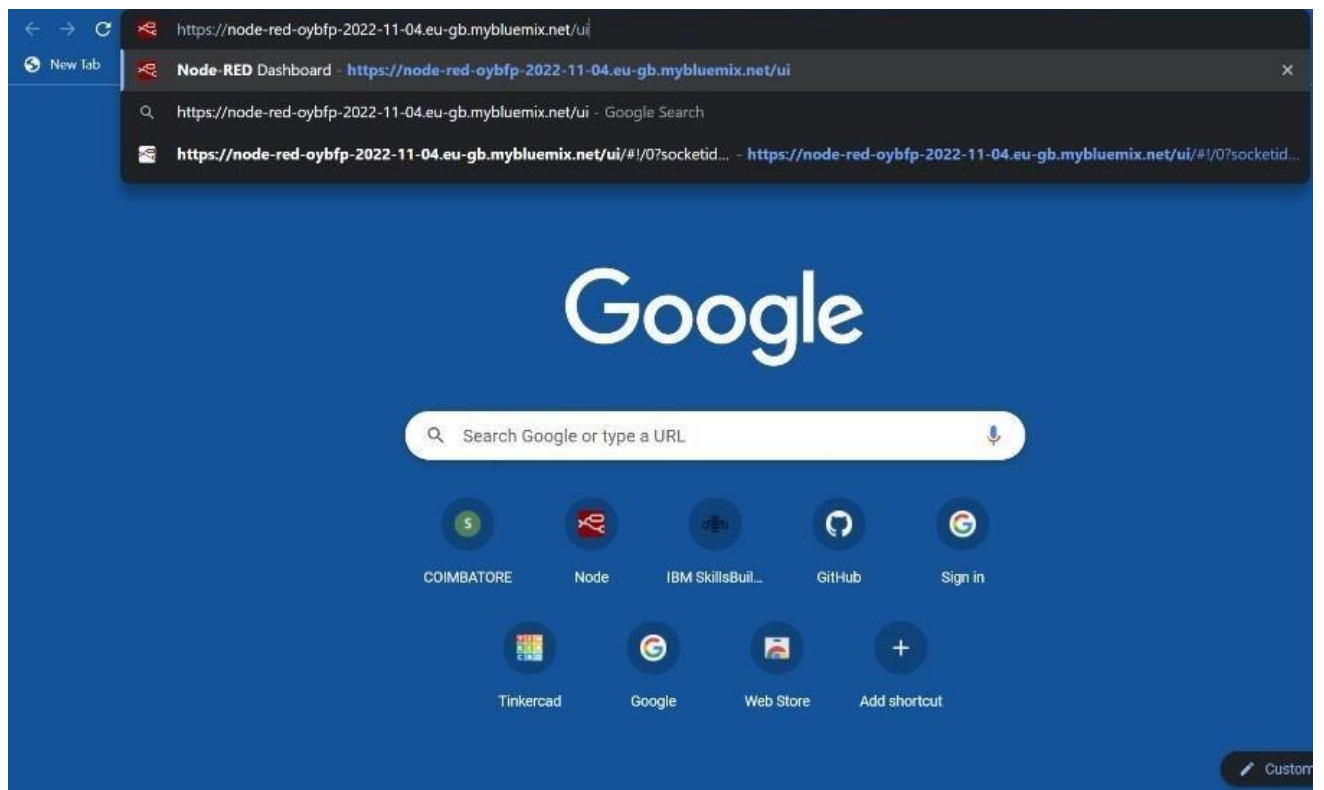 https://node-red-oybfp-2022-11-04.eu-gb.mybluemix.net/ui
New Tab
Node-RED Dashboard - https://node-red-oybfp-2022-11-04.eu-gb.mybluemix.net/ui
https://node-red-oybfp-2022-11-04.eu-gb.mybluemix.net/ui - Google Search
https://node-red-oybfp-2022-11-04.eu-gb.mybluemix.net/ui/#!/0?socketid... - https://node-red-oybfp-2022-11-04.eu-gb.mybluemix.net/ui/#!/0?socketid...
Google
Search Google or type a URL
S
COIMBATORE Node IBM SkillsBuil... GitHub Sign in
Tinkercad Google Web Store Add shortcut
Custom